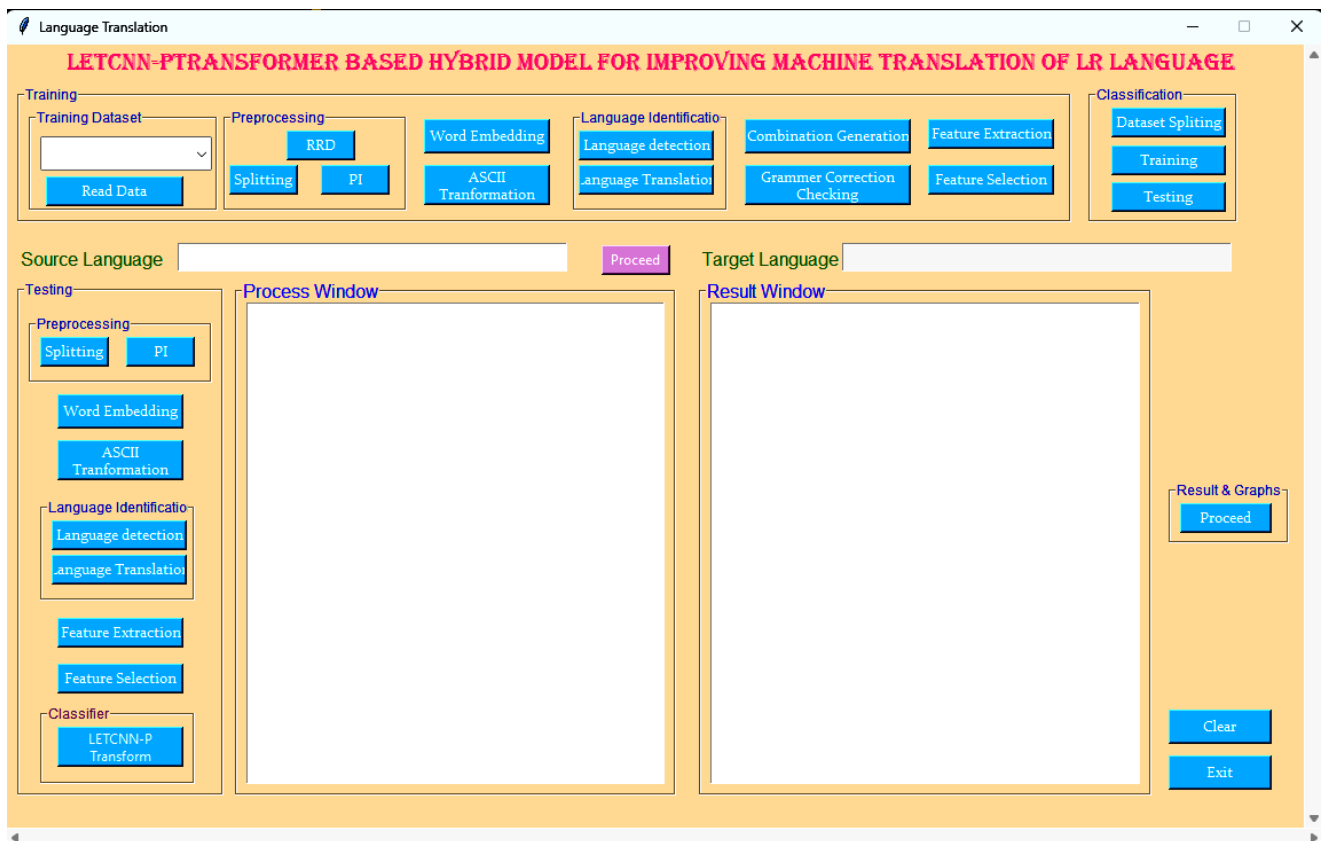 Language Translation
LETCNN-PTRANSFORMER BASED HYBRID MODEL FOR IMPROVING MACHINE TRANSLATION OF LR LANGUAGE
Training
Training Dataset
Read Data
Preprocessing
RRD
Splitting
PI
Word Embedding
ASCII
Tranformation
Language Identificatio
Language detection
anguage Translatio
Combination Generation
Grammer Correction
Checking
Feature Extraction
Feature Selection
Classification
Dataset Spliting
Training
Testing
Source Language
Proceed
Target Language
Testing
Preprocessing
Splitting
PI
Word Embedding
ASCII
Tranformation
Language Identificatio
Language detection
anguage Translatio
Feature Extraction
Feature Selection
Classifier
LETCNN-P
Transform
Process Window
Result Window
Result & Graphs
Proceed
Clear
Exit